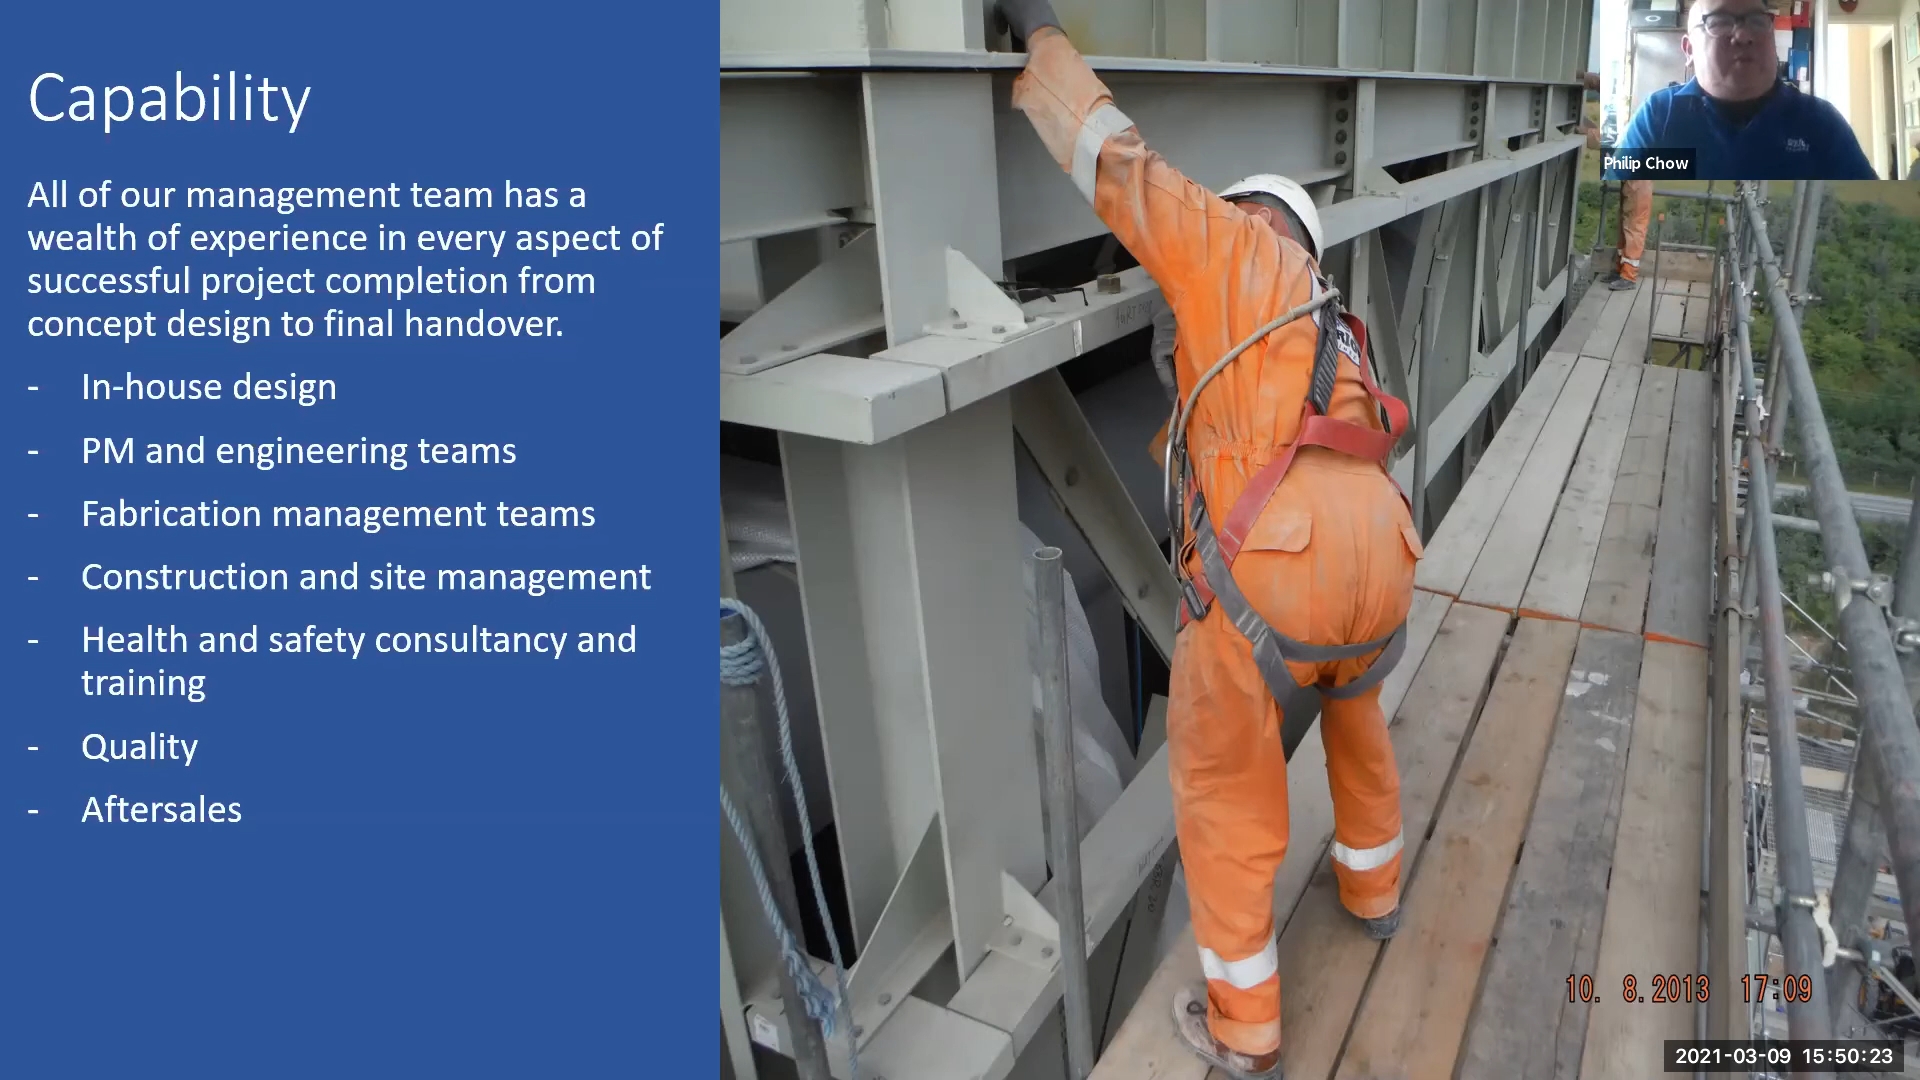 Capability
All of our management team has a
wealth of experience in every aspect of
successful project completion from
concept design to final handover.
- In-house design
- PM and engineering teams
- Fabrication management teams
- Construction and site management
- Health and safety consultancy and
training
- Quality
- Aftersales
Philip Chow
10. 8.2013 17:09
2021-03-09 15:50:23